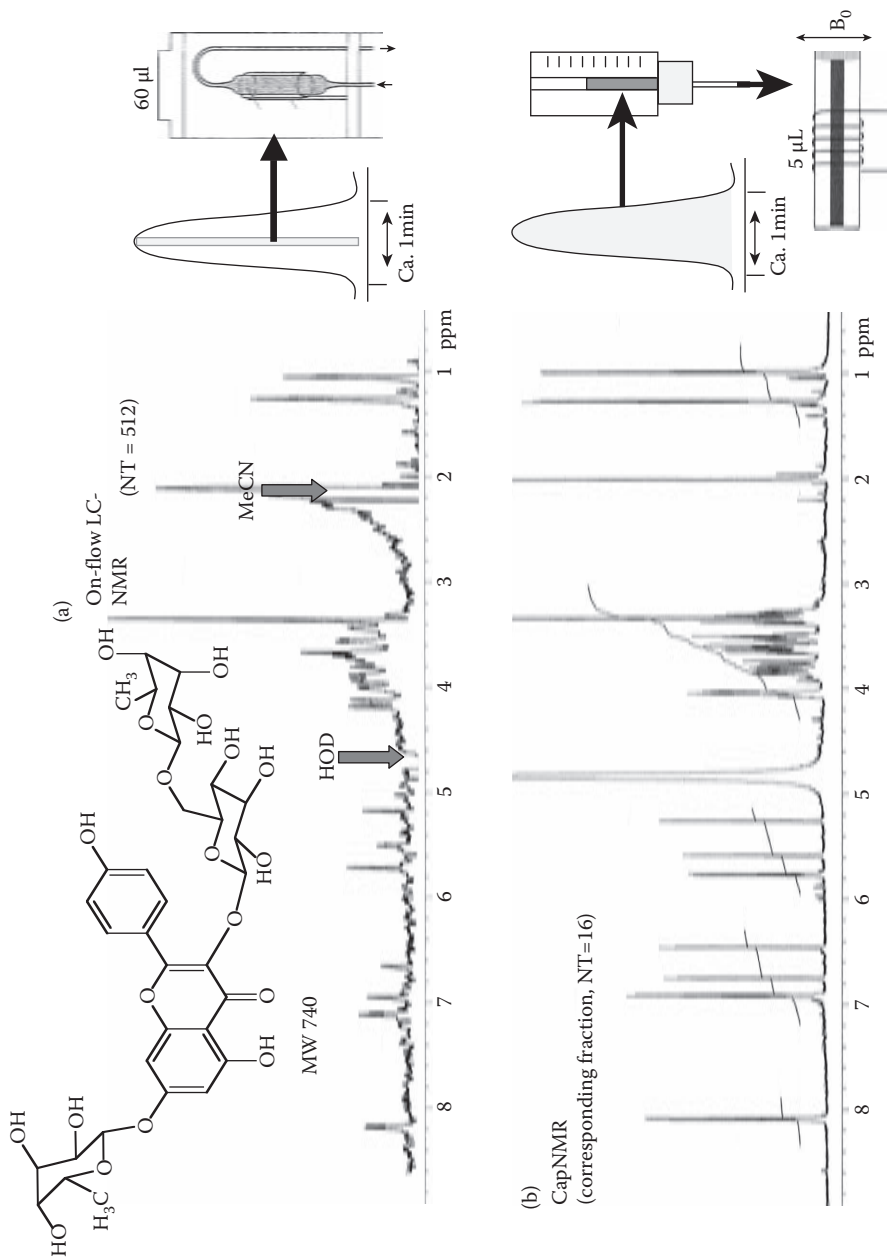 (a)
On-flow LC-
NMR
(NT = 512)
MeCN
HOD
OH
CH3
O
OH
HO
O
OH
OH
O
HO
O
OH
O
O
OH
MW 740
O
OH
OH
OH
O
H3C
HO
8 7 6 5 4 3 2 1 ppm
60 µl
Ca. 1min
(b)
CapNMR
(corresponding fraction, NT=16)
8 7 6 5 4 3 2 1 ppm
Ca. 1min
5 µL
B0